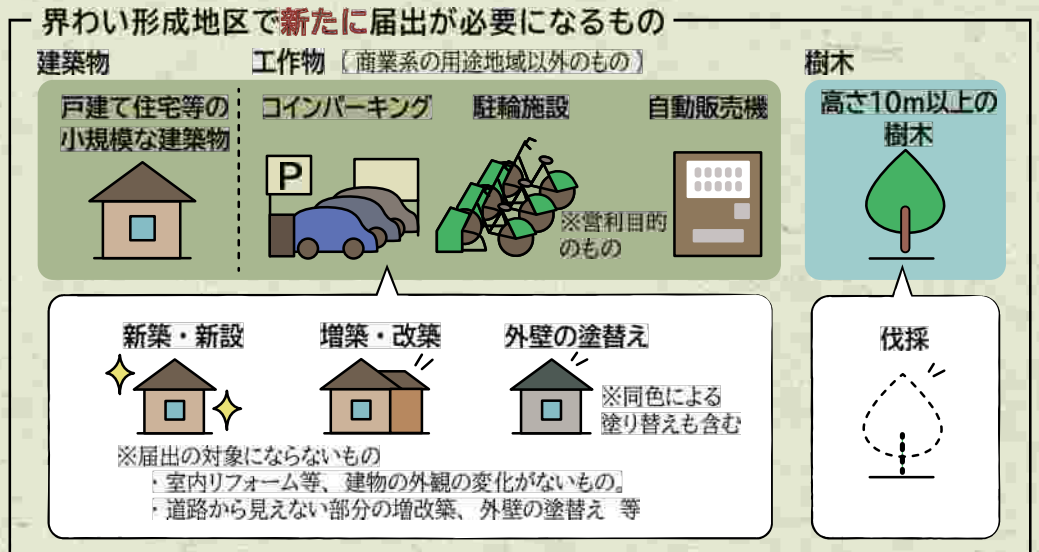 界わい形成地区で新たに届出が必要になるもの
建築物
工作物（商業系の用途地域以外のもの）
樹木
戸建て住宅等の
小規模な建築物
コインパーキング
駐輪施設
自動販売機
高さ10m以上の
樹木
P
※営利目的
のもの
新築・新設
増築・改築
外壁の塗替え
伐採
※同色による
塗り替えも含む
※届出の対象にならないもの
・室内リフォーム等、建物の外観の変化がないもの。
・道路から見えない部分の増改築、外壁の塗替え 等